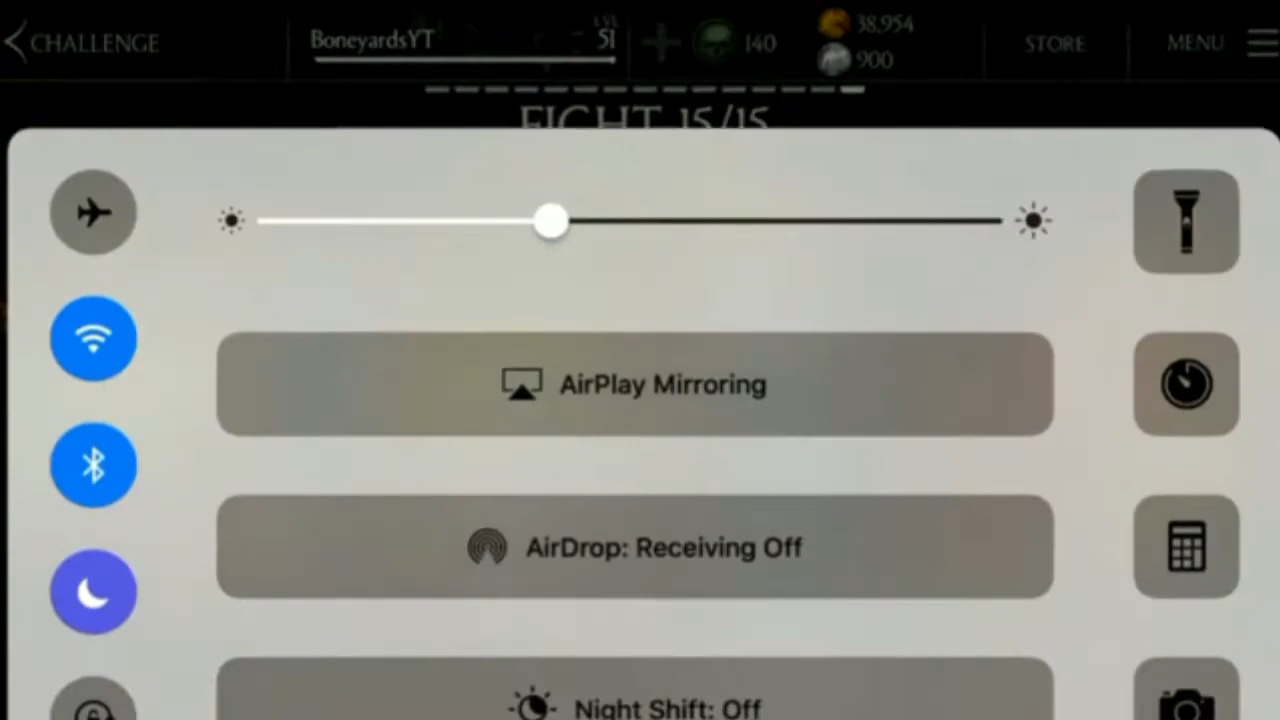 CHALLENGE
BoneyardsYT
LVL
51
140
38,954
900
STORE
MENU
FIGHT 15/15
AirPlay Mirroring
AirDrop: Receiving Off
Night Shift: Off